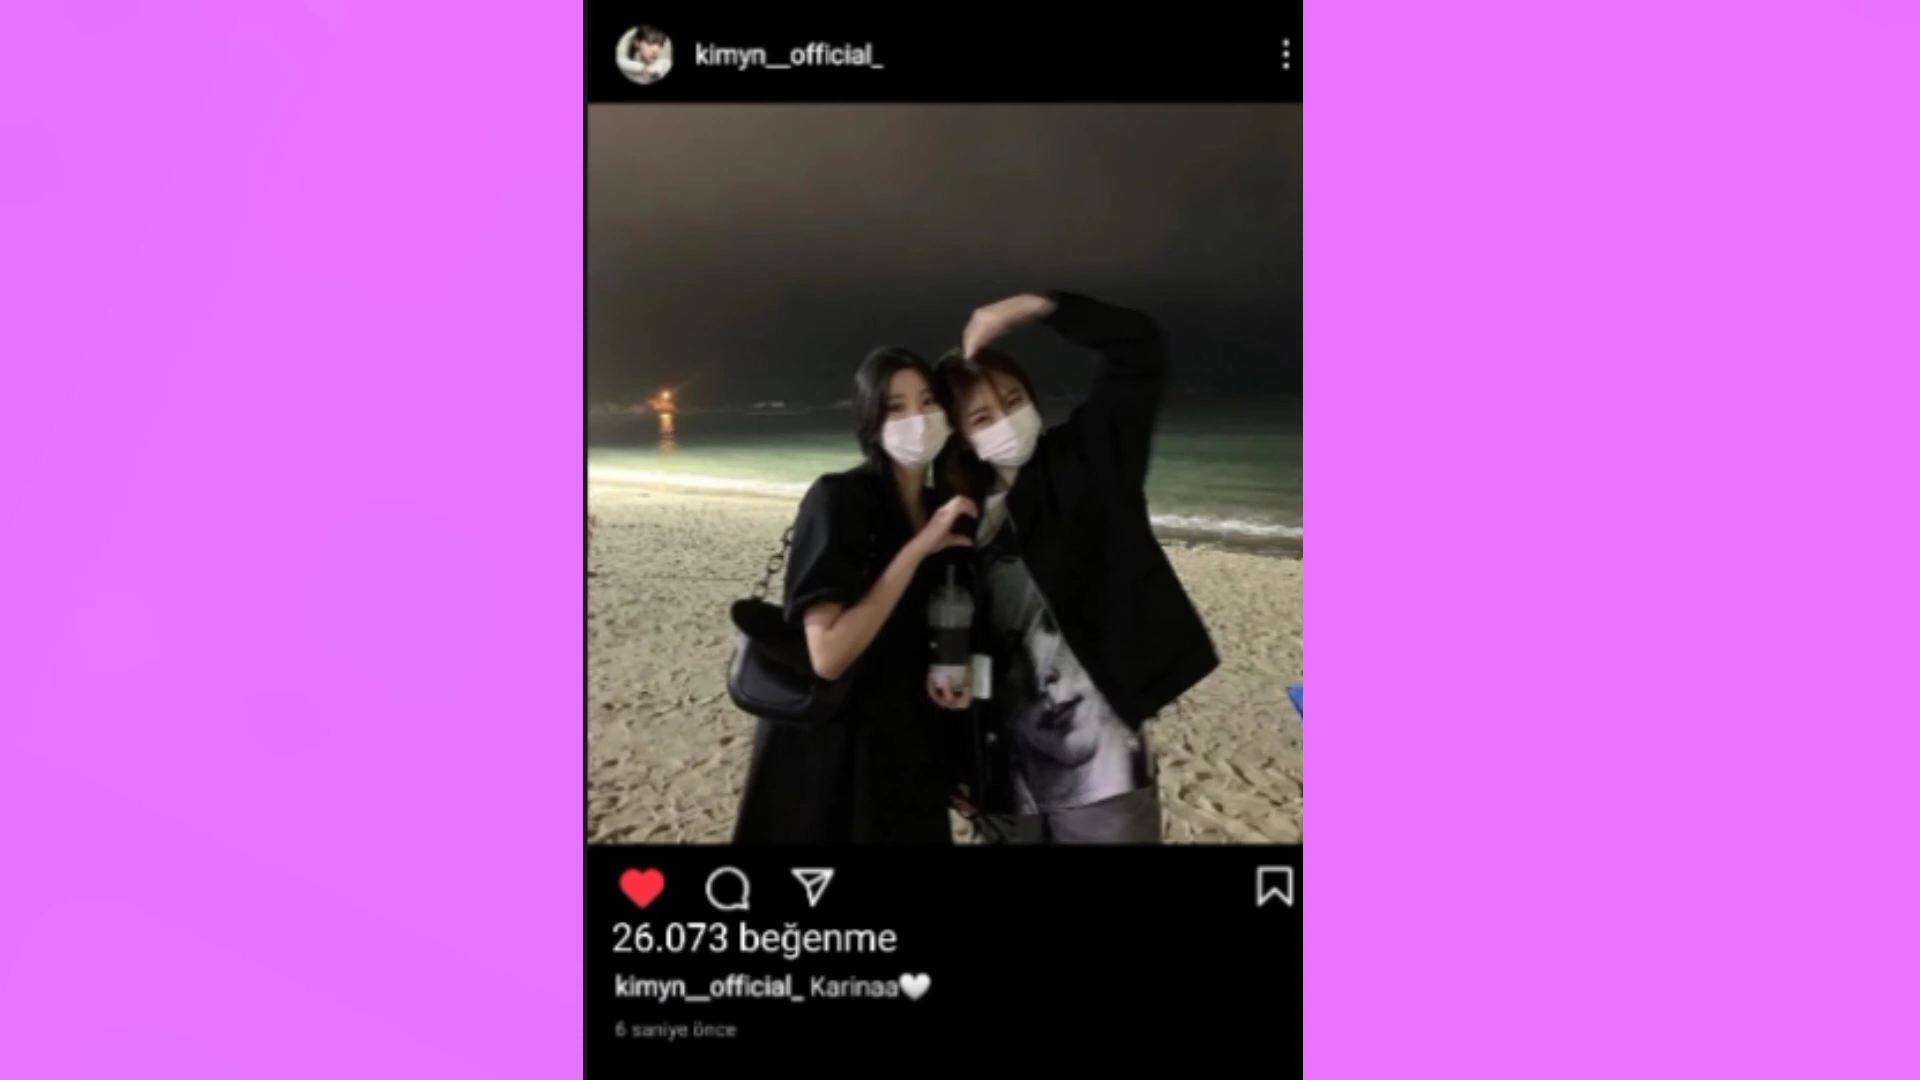 kimyn__official_
26.073 beğenme
kimyn__official_ Karinaa🤍
6 saniye önce